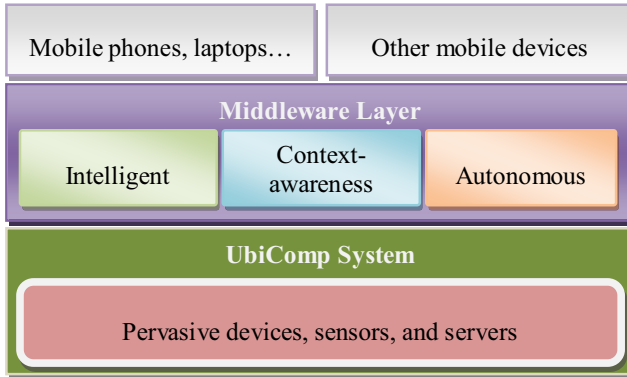 Mobile phones, laptops…
Other mobile devices
Middleware Layer
Intelligent
Context-
awareness
Autonomous
UbiComp System
Pervasive devices, sensors, and servers